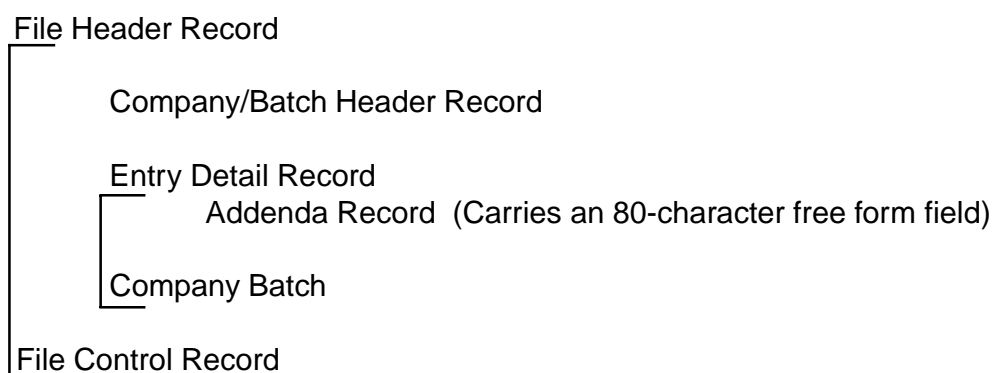 File Header Record
Company/Batch Header Record
Entry Detail Record
Addenda Record (Carries an 80-character free form field)
Company Batch
File Control Record